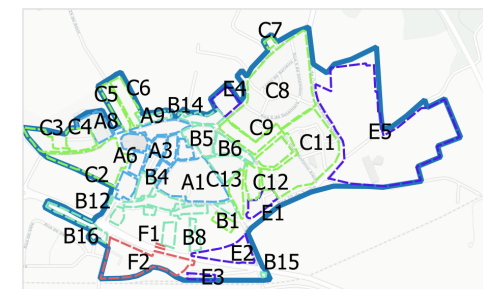 C7
C5 C6 E4 C8
A9 B14
C3 C4 A8 B5 C9
A6 A3 B6 C11 E5
C2 B4 A1 C13 C12
B12 B1 E1
B16 F1 B8
F2 E2 B15
E3